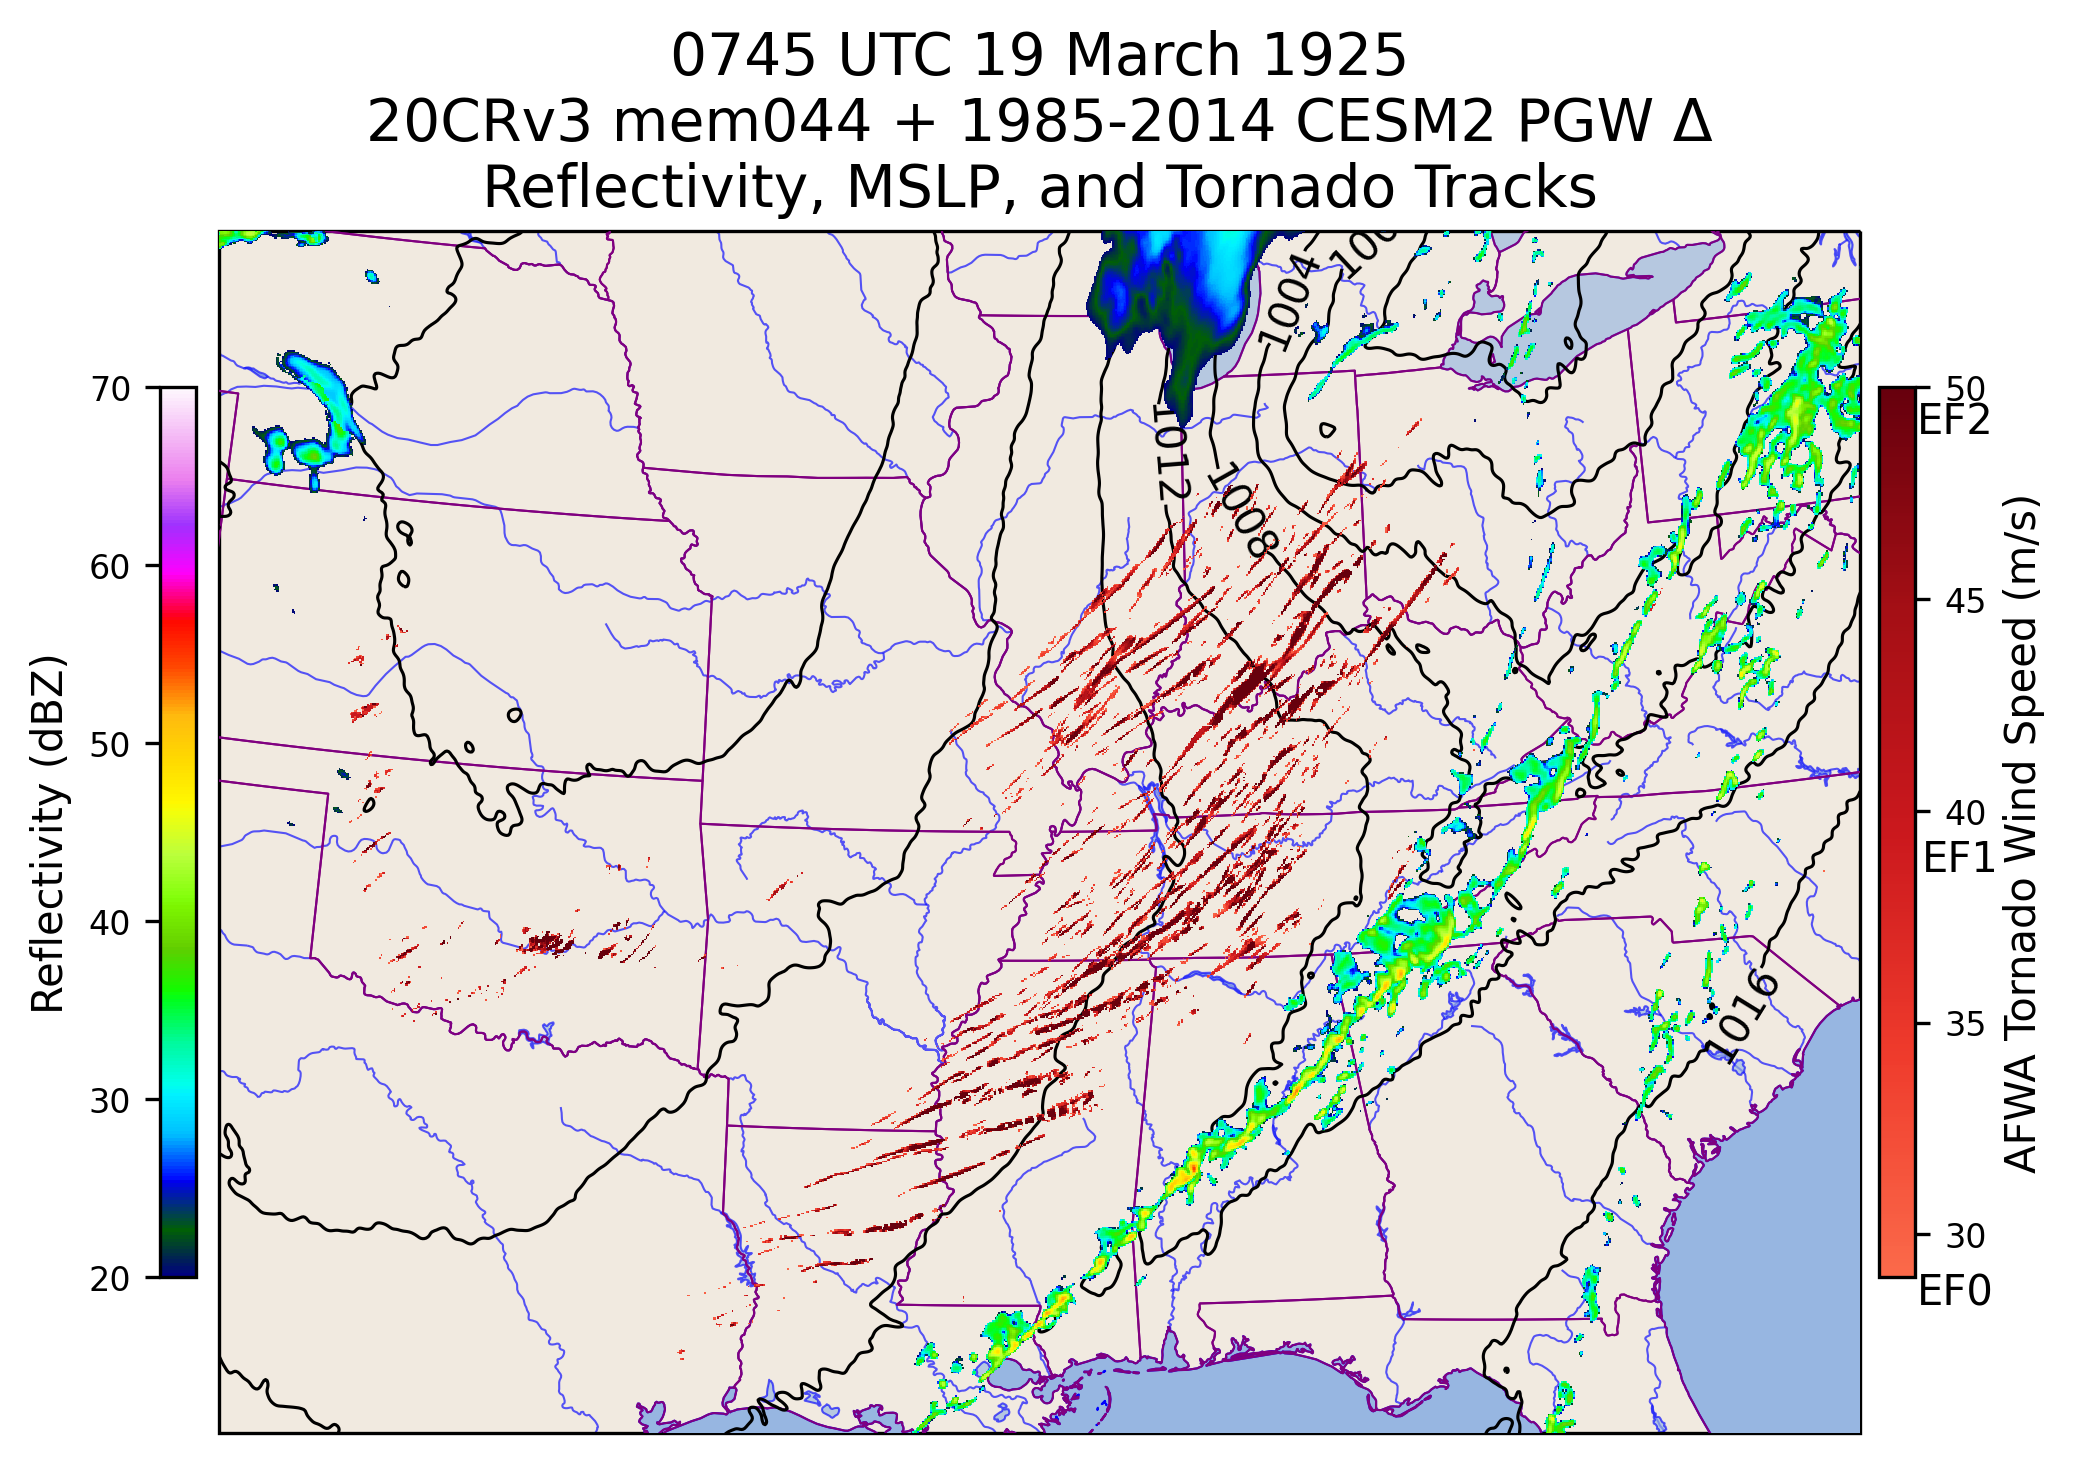 0745 UTC 19 March 1925
20CRv3 mem044 + 1985-2014 CESM2 PGW Δ
Reflectivity, MSLP, and Tornado Tracks
Reflectivity (dBZ)
70
60
50
40
30
20
1004
1012
1008
1016
50
EF2
45
40
EF1
35
30
EF0
AFWA Tornado Wind Speed (m/s)